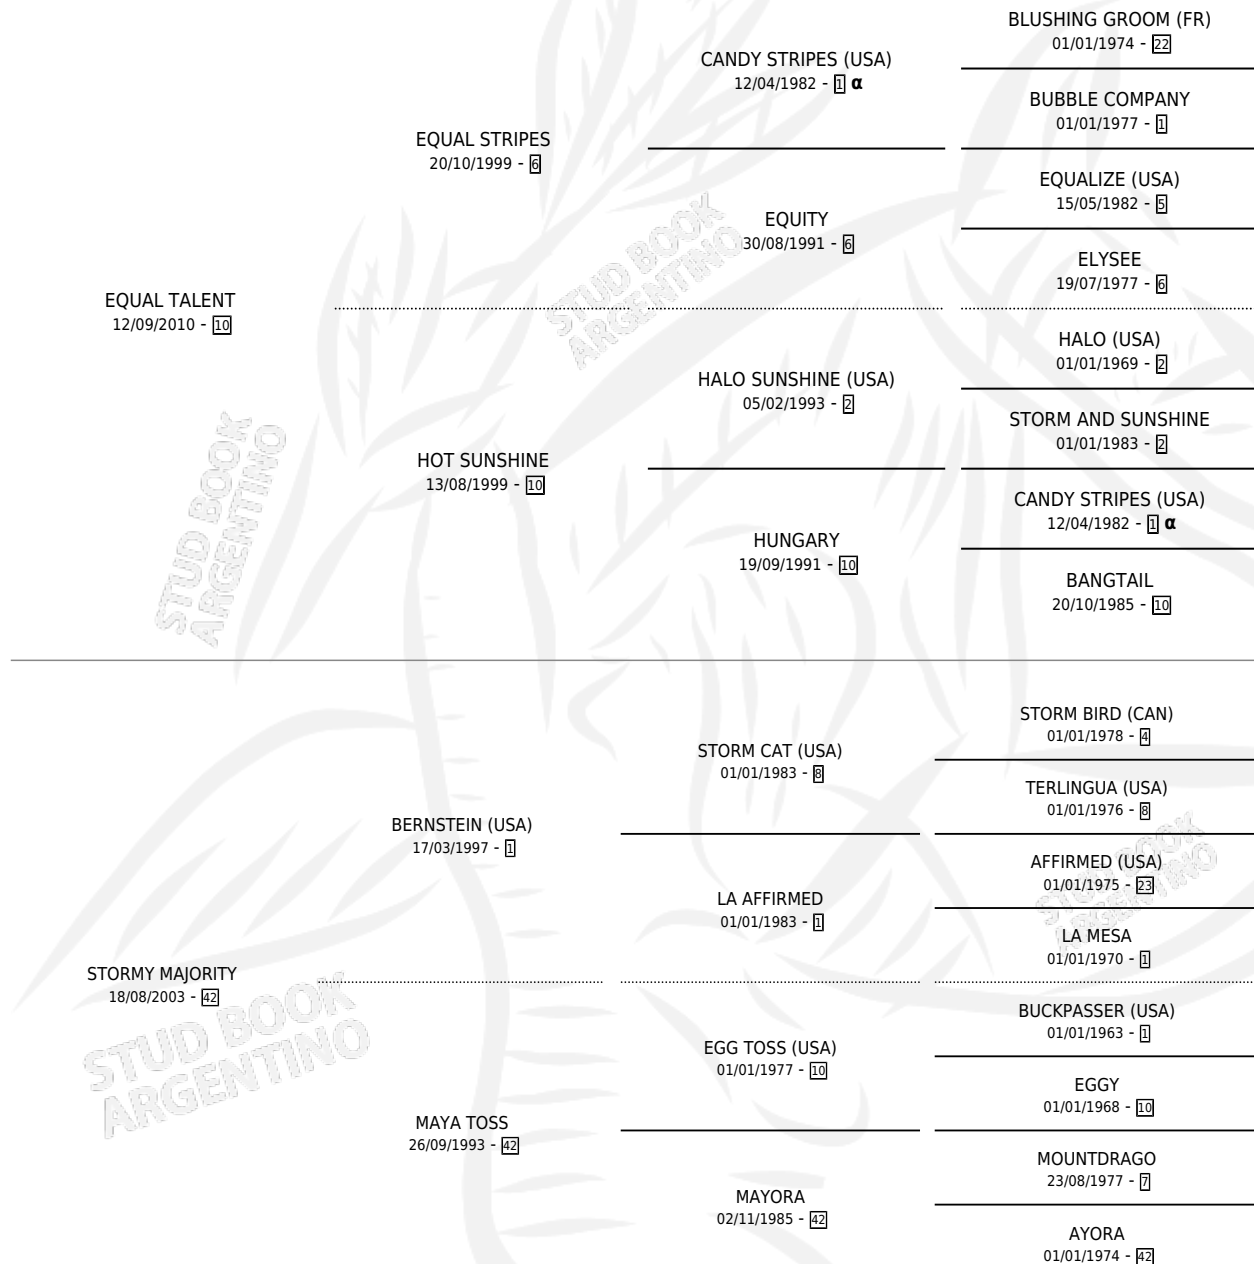 BLUSHING GROOM (FR)
01/01/1974 - 22
CANDY STRIPES (USA)
12/04/1982 - 1 α
BUBBLE COMPANY
01/01/1977 - 1
EQUAL STRIPES
20/10/1999 - 6
EQUALIZE (USA)
15/05/1982 - 5
EQUITY
30/08/1991 - 6
ELYSEE
19/07/1977 - 6
EQUAL TALENT
12/09/2010 - 10
HALO (USA)
01/01/1969 - 2
HALO SUNSHINE (USA)
05/02/1993 - 2
STORM AND SUNSHINE
01/01/1983 - 2
HOT SUNSHINE
13/08/1999 - 10
CANDY STRIPES (USA)
12/04/1982 - 1 α
HUNGARY
19/09/1991 - 10
BANGTAIL
20/10/1985 - 10
STORM BIRD (CAN)
01/01/1978 - 4
STORM CAT (USA)
01/01/1983 - 8
TERLINGUA (USA)
01/01/1976 - 8
BERNSTEIN (USA)
17/03/1997 - 1
AFFIRMED (USA)
01/01/1975 - 23
LA AFFIRMED
01/01/1983 - 1
LA MESA
01/01/1970 - 1
STORMY MAJORITY
18/08/2003 - 42
BUCKPASSER (USA)
01/01/1963 - 1
EGG TOSS (USA)
01/01/1977 - 10
EGGY
01/01/1968 - 10
MAYA TOSS
26/09/1993 - 42
MOUNTDRAGO
23/08/1977 - 7
MAYORA
02/11/1985 - 42
AYORA
01/01/1974 - 42
STUD BOOK
ARGENTINO
STUD BOOK
ARGENTINO
STUD BOOK
ARGENTINO
STUD BOOK
ARGENTINO